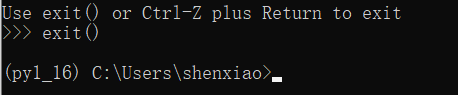 Use exit() or Ctrl-Z plus Return to exit
>>> exit()
(py1_16) C:\Users\shenxiao>